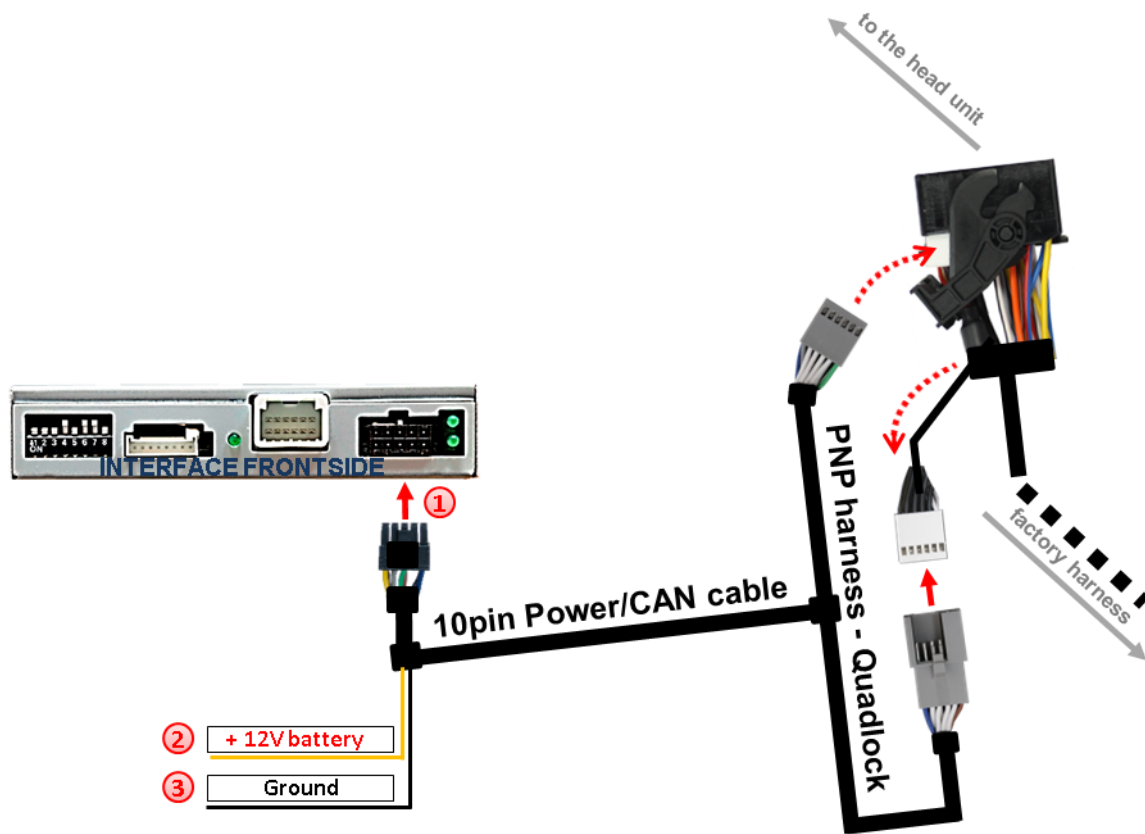 to the head unit
1 2 3 4 5 6 7 8
ON
INTERFACE FRONTSIDE
1
PNP harness - Quadlock
factory harness
10pin Power/CAN cable
2
+ 12V battery
3
Ground